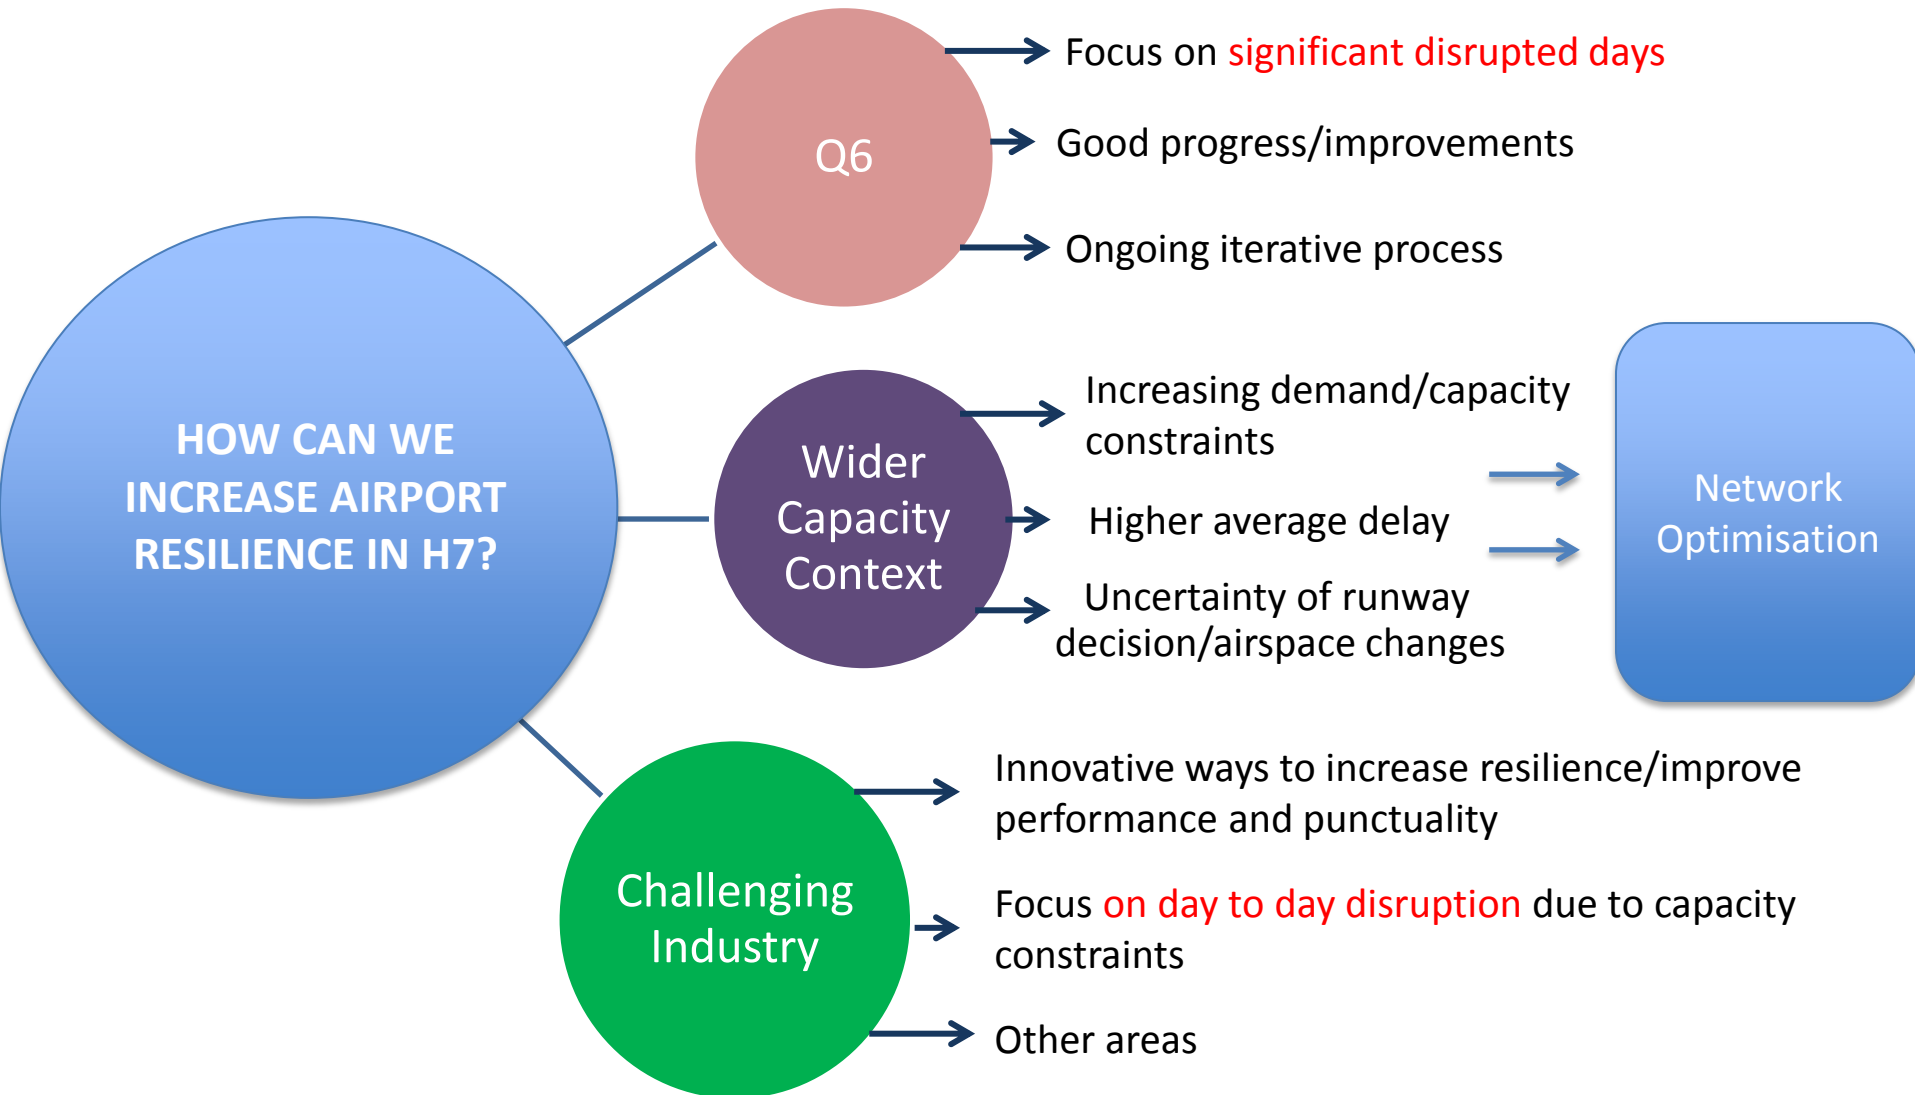 HOW CAN WE
INCREASE AIRPORT
RESILIENCE IN H7?
Q6
Focus on significant disrupted days
Good progress/improvements
Ongoing iterative process
Wider
Capacity
Context
Increasing demand/capacity
constraints
Higher average delay
Uncertainty of runway
decision/airspace changes
Network
Optimisation
Challenging
Industry
Innovative ways to increase resilience/improve
performance and punctuality
Focus on day to day disruption due to capacity
constraints
Other areas